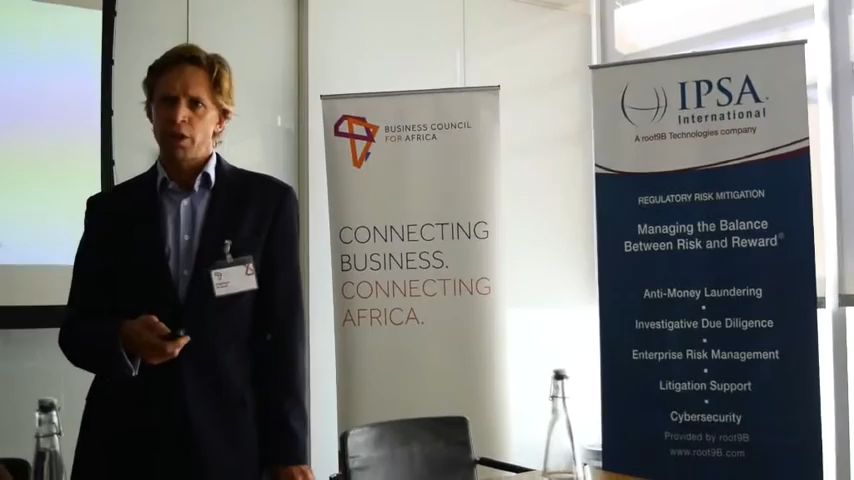 BUSINESS COUNCIL
FOR AFRICA
CONNECTING
BUSINESS.
CONNECTING
AFRICA.
IPSA
International
A root9B Technologies company
REGULATORY RISK MITIGATION
Managing the Balance
Between Risk and Reward®
Anti-Money Laundering
Investigative Due Diligence
Enterprise Risk Management
Litigation Support
Cybersecurity
Provided by root9B
www.root9B.com